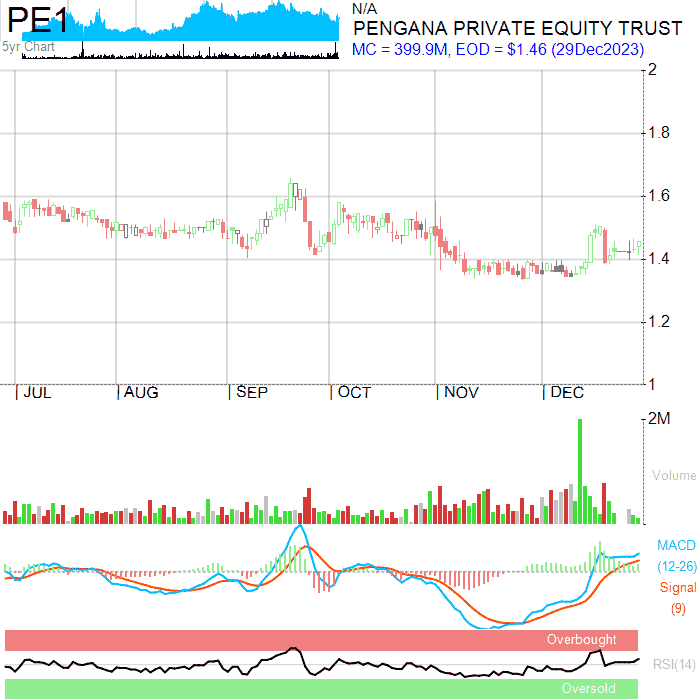 PE1
5yr Chart
N/A
PENGANA PRIVATE EQUITY TRUST
MC = 399.9M, EOD = $1.46 (29Dec2023)
2
1.8
1.6
1.4
1.2
1
JUL AUG SEP OCT NOV DEC
2M
Volume
MACD
(12-26)
Signal
(9)
Overbought
RSI(14)
Oversold